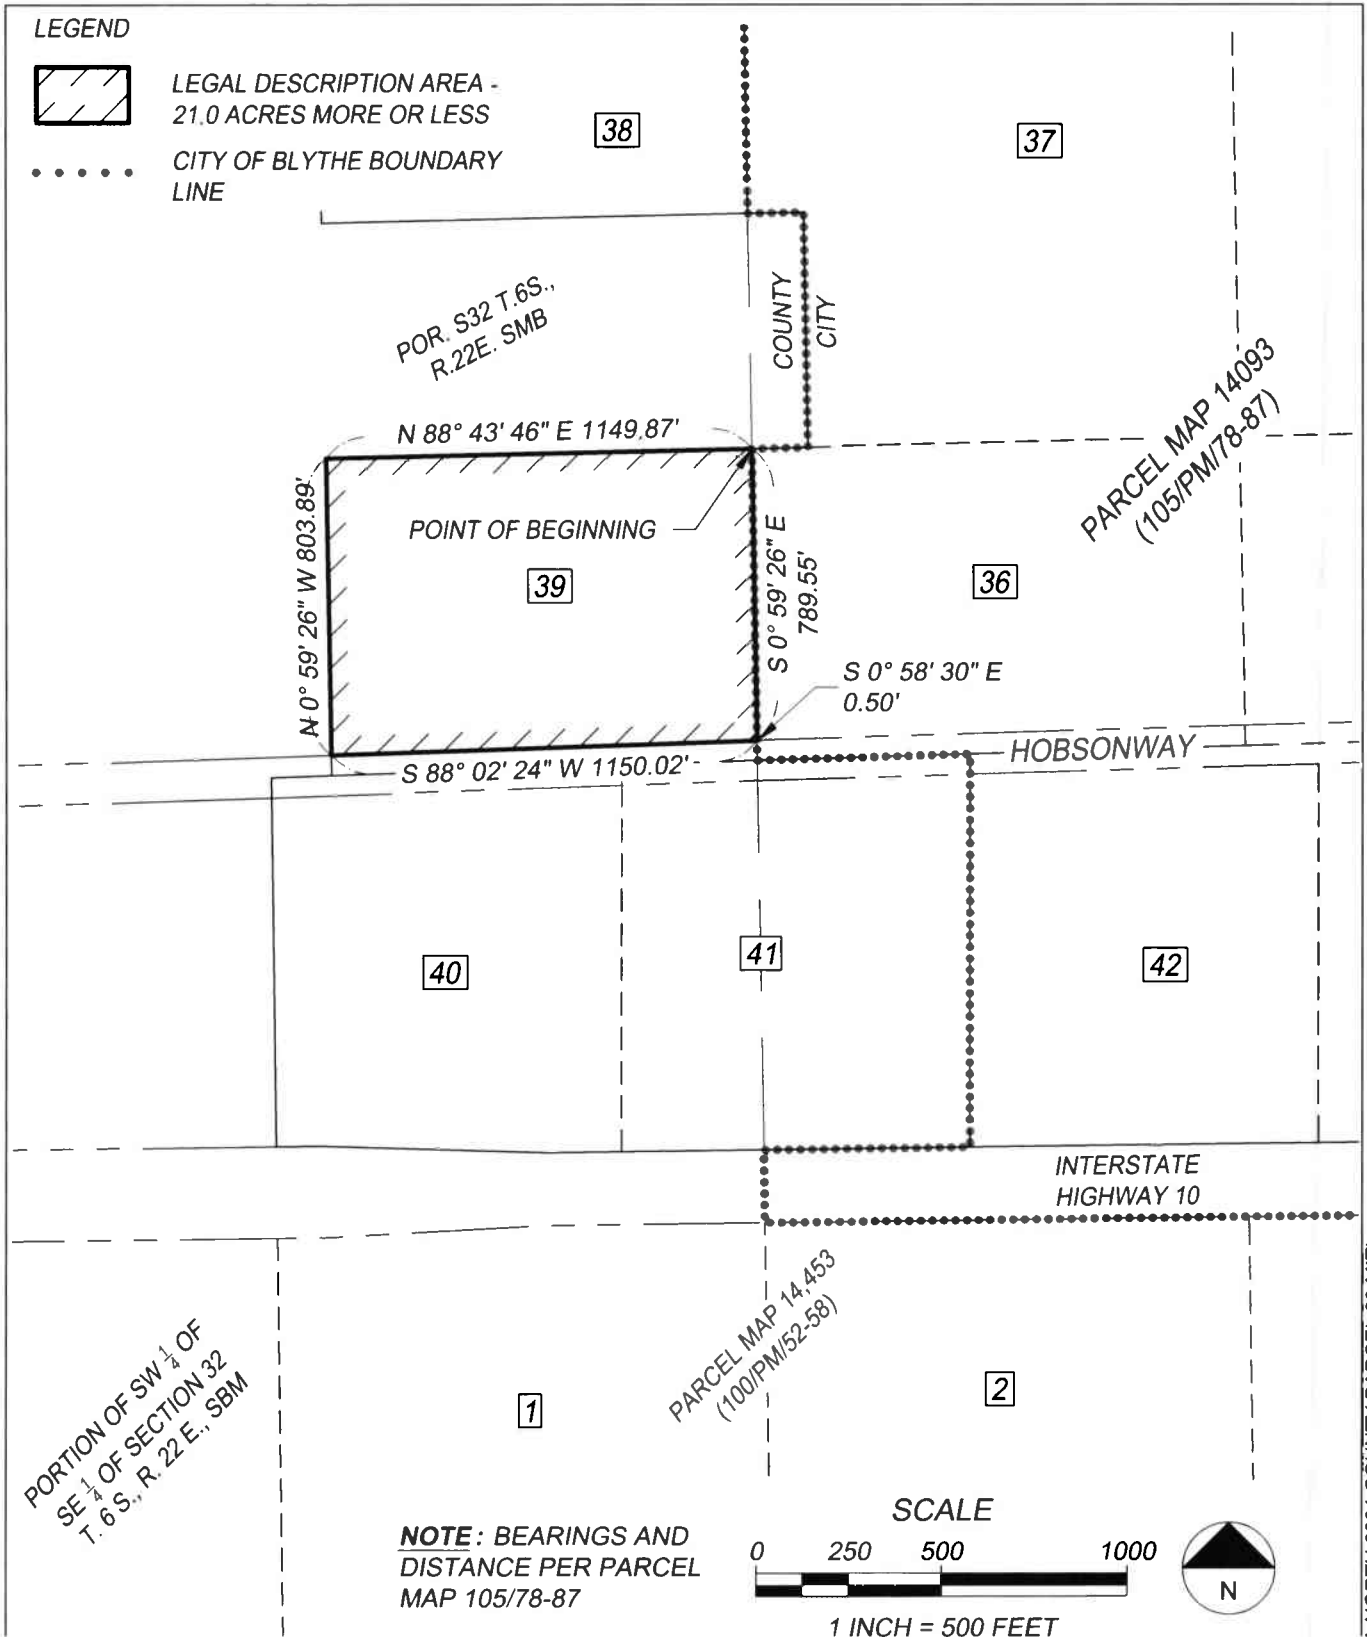 LEGEND
LEGAL DESCRIPTION AREA -
21.0 ACRES MORE OR LESS
CITY OF BLYTHE BOUNDARY
LINE
38
37
COUNTY
CITY
POR. S32 T.6S.,
R.22E. SMB
PARCEL MAP 14093
(105/PM/78-87)
N 88° 43' 46" E 1149.87'
N 0° 59' 26" W 803.89'
POINT OF BEGINNING
39
S 0° 59' 26" E
789.55'
36
S 0° 58' 30" E
0.50'
HOBSONWAY
S 88° 02' 24" W 1150.02'
40
41
42
INTERSTATE
HIGHWAY 10
PARCEL MAP 14,453
(100/PM/52-58)
PORTION OF SW 1/4 OF
SE 1/4 OF SECTION 32
T. 6 S., R. 22 E., SBM
1
2
NOTE: BEARINGS AND
DISTANCE PER PARCEL
MAP 105/78-87
SCALE
0 250 500 1000
1 INCH = 500 FEET
N